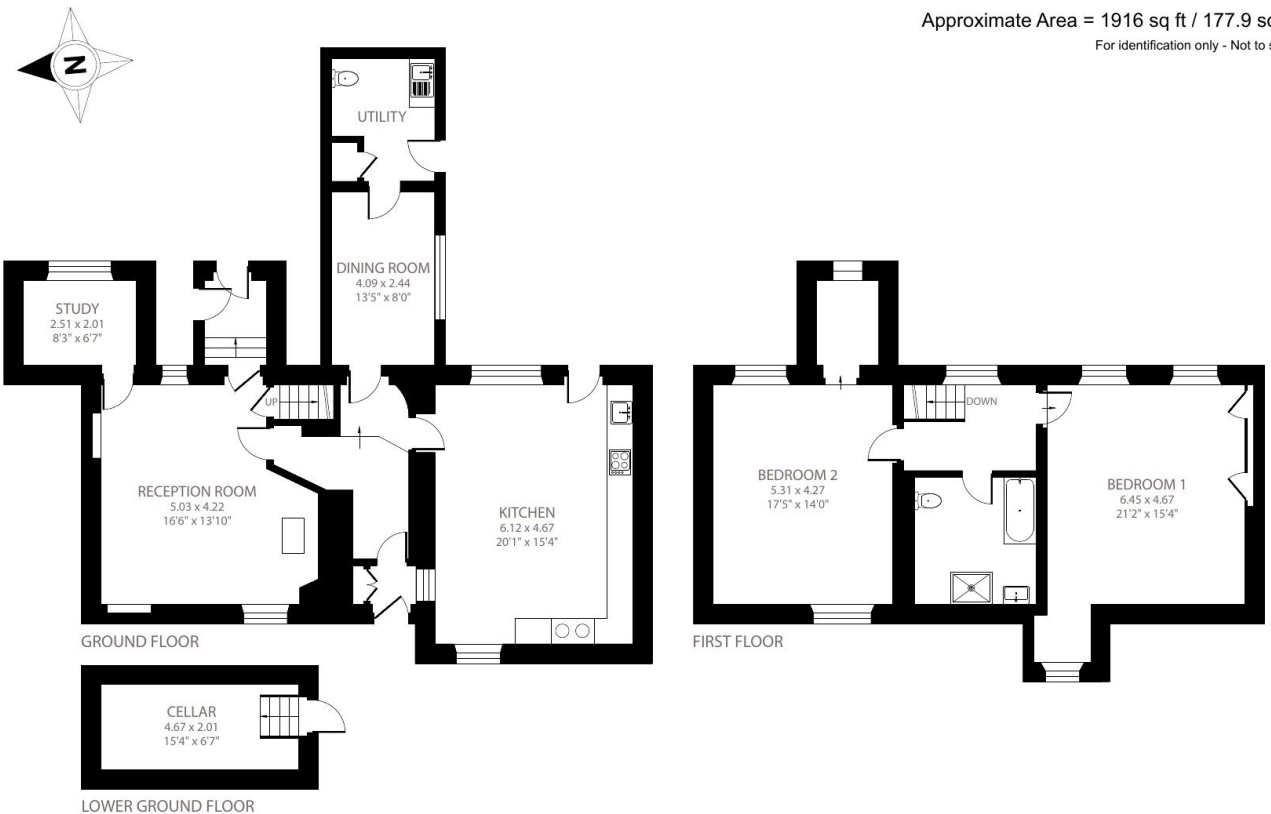 Approximate Area = 1916 sq ft / 177.9
For identification only - Not to
N
UTILITY
DINING ROOM
4.09 x 2.44
13'5" x 8'0"
STUDY
2.51 x 2.01
8'3" x 6'7"
UP
RECEPTION ROOM
5.03 x 4.22
16'6" x 13'10"
KITCHEN
6.12 x 4.67
20'1" x 15'4"
GROUND FLOOR
DOWN
BEDROOM 2
5.31 x 4.27
17'5" x 14'0"
BEDROOM 1
6.45 x 4.67
21'2" x 15'4"
FIRST FLOOR
CELLAR
4.67 x 2.01
15'4" x 6'7"
LOWER GROUND FLOOR